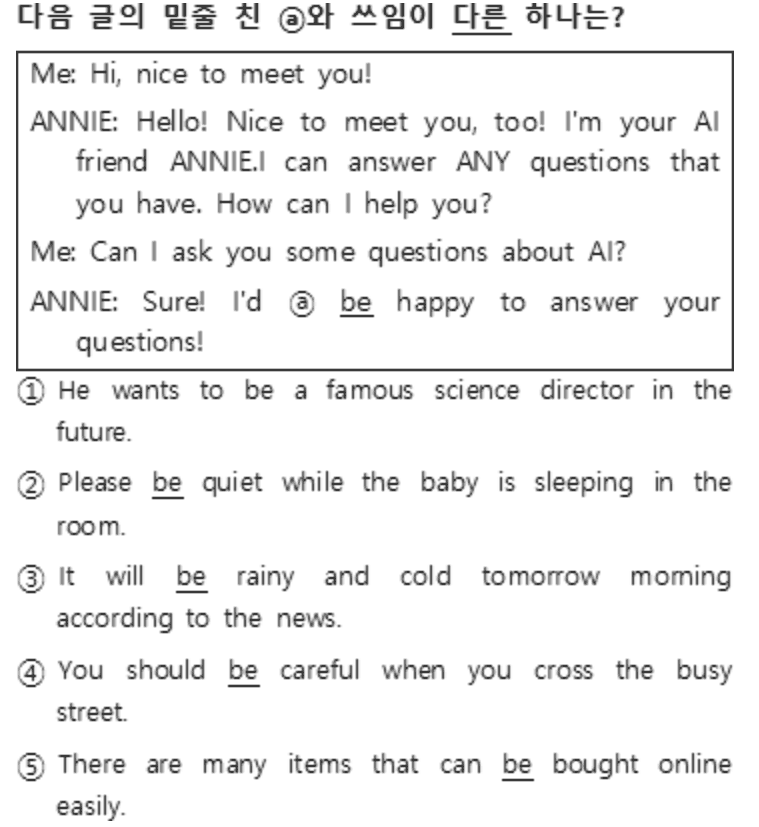 다음 글의 밑줄 친 ⓐ와 쓰임이 다른 하나는?
Me: Hi, nice to meet you!
ANNIE: Hello! Nice to meet you, too! I'm your AI
friend ANNIE.I can answer ANY questions that
you have. How can I help you?
Me: Can I ask you some questions about AI?
ANNIE: Sure! I'd ⓐ be happy to answer your
questions!
① He wants to be a famous science director in the
future.
② Please be quiet while the baby is sleeping in the
room.
③ It will be rainy and cold tomorrow morning
according to the news.
④ You should be careful when you cross the busy
street.
⑤ There are many items that can be bought online
easily.